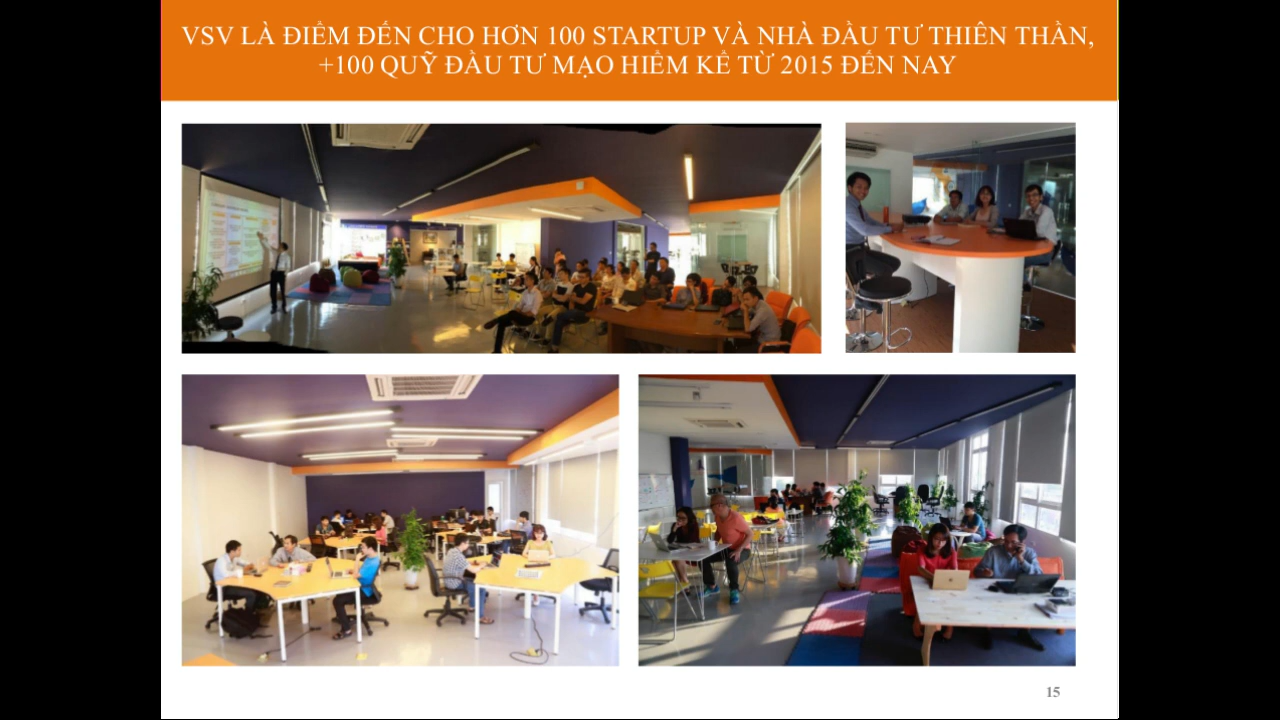 VSV LÀ ĐIỂM ĐẾN CHO HƠN 100 STARTUP VÀ NHÀ ĐẦU TƯ THIÊN THẦN,
+100 QUỸ ĐẦU TƯ MẠO HIỂM KỂ TỪ 2015 ĐẾN NAY
15